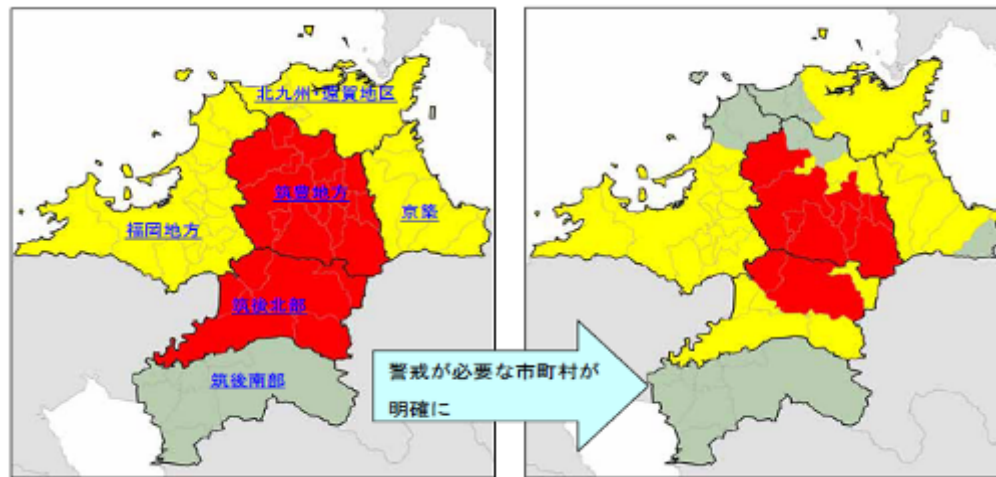 北九州・遠賀地区
筑豊地方
京築
福岡地方
筑後北部
筑後南部
警戒が必要な市町村が
明確に